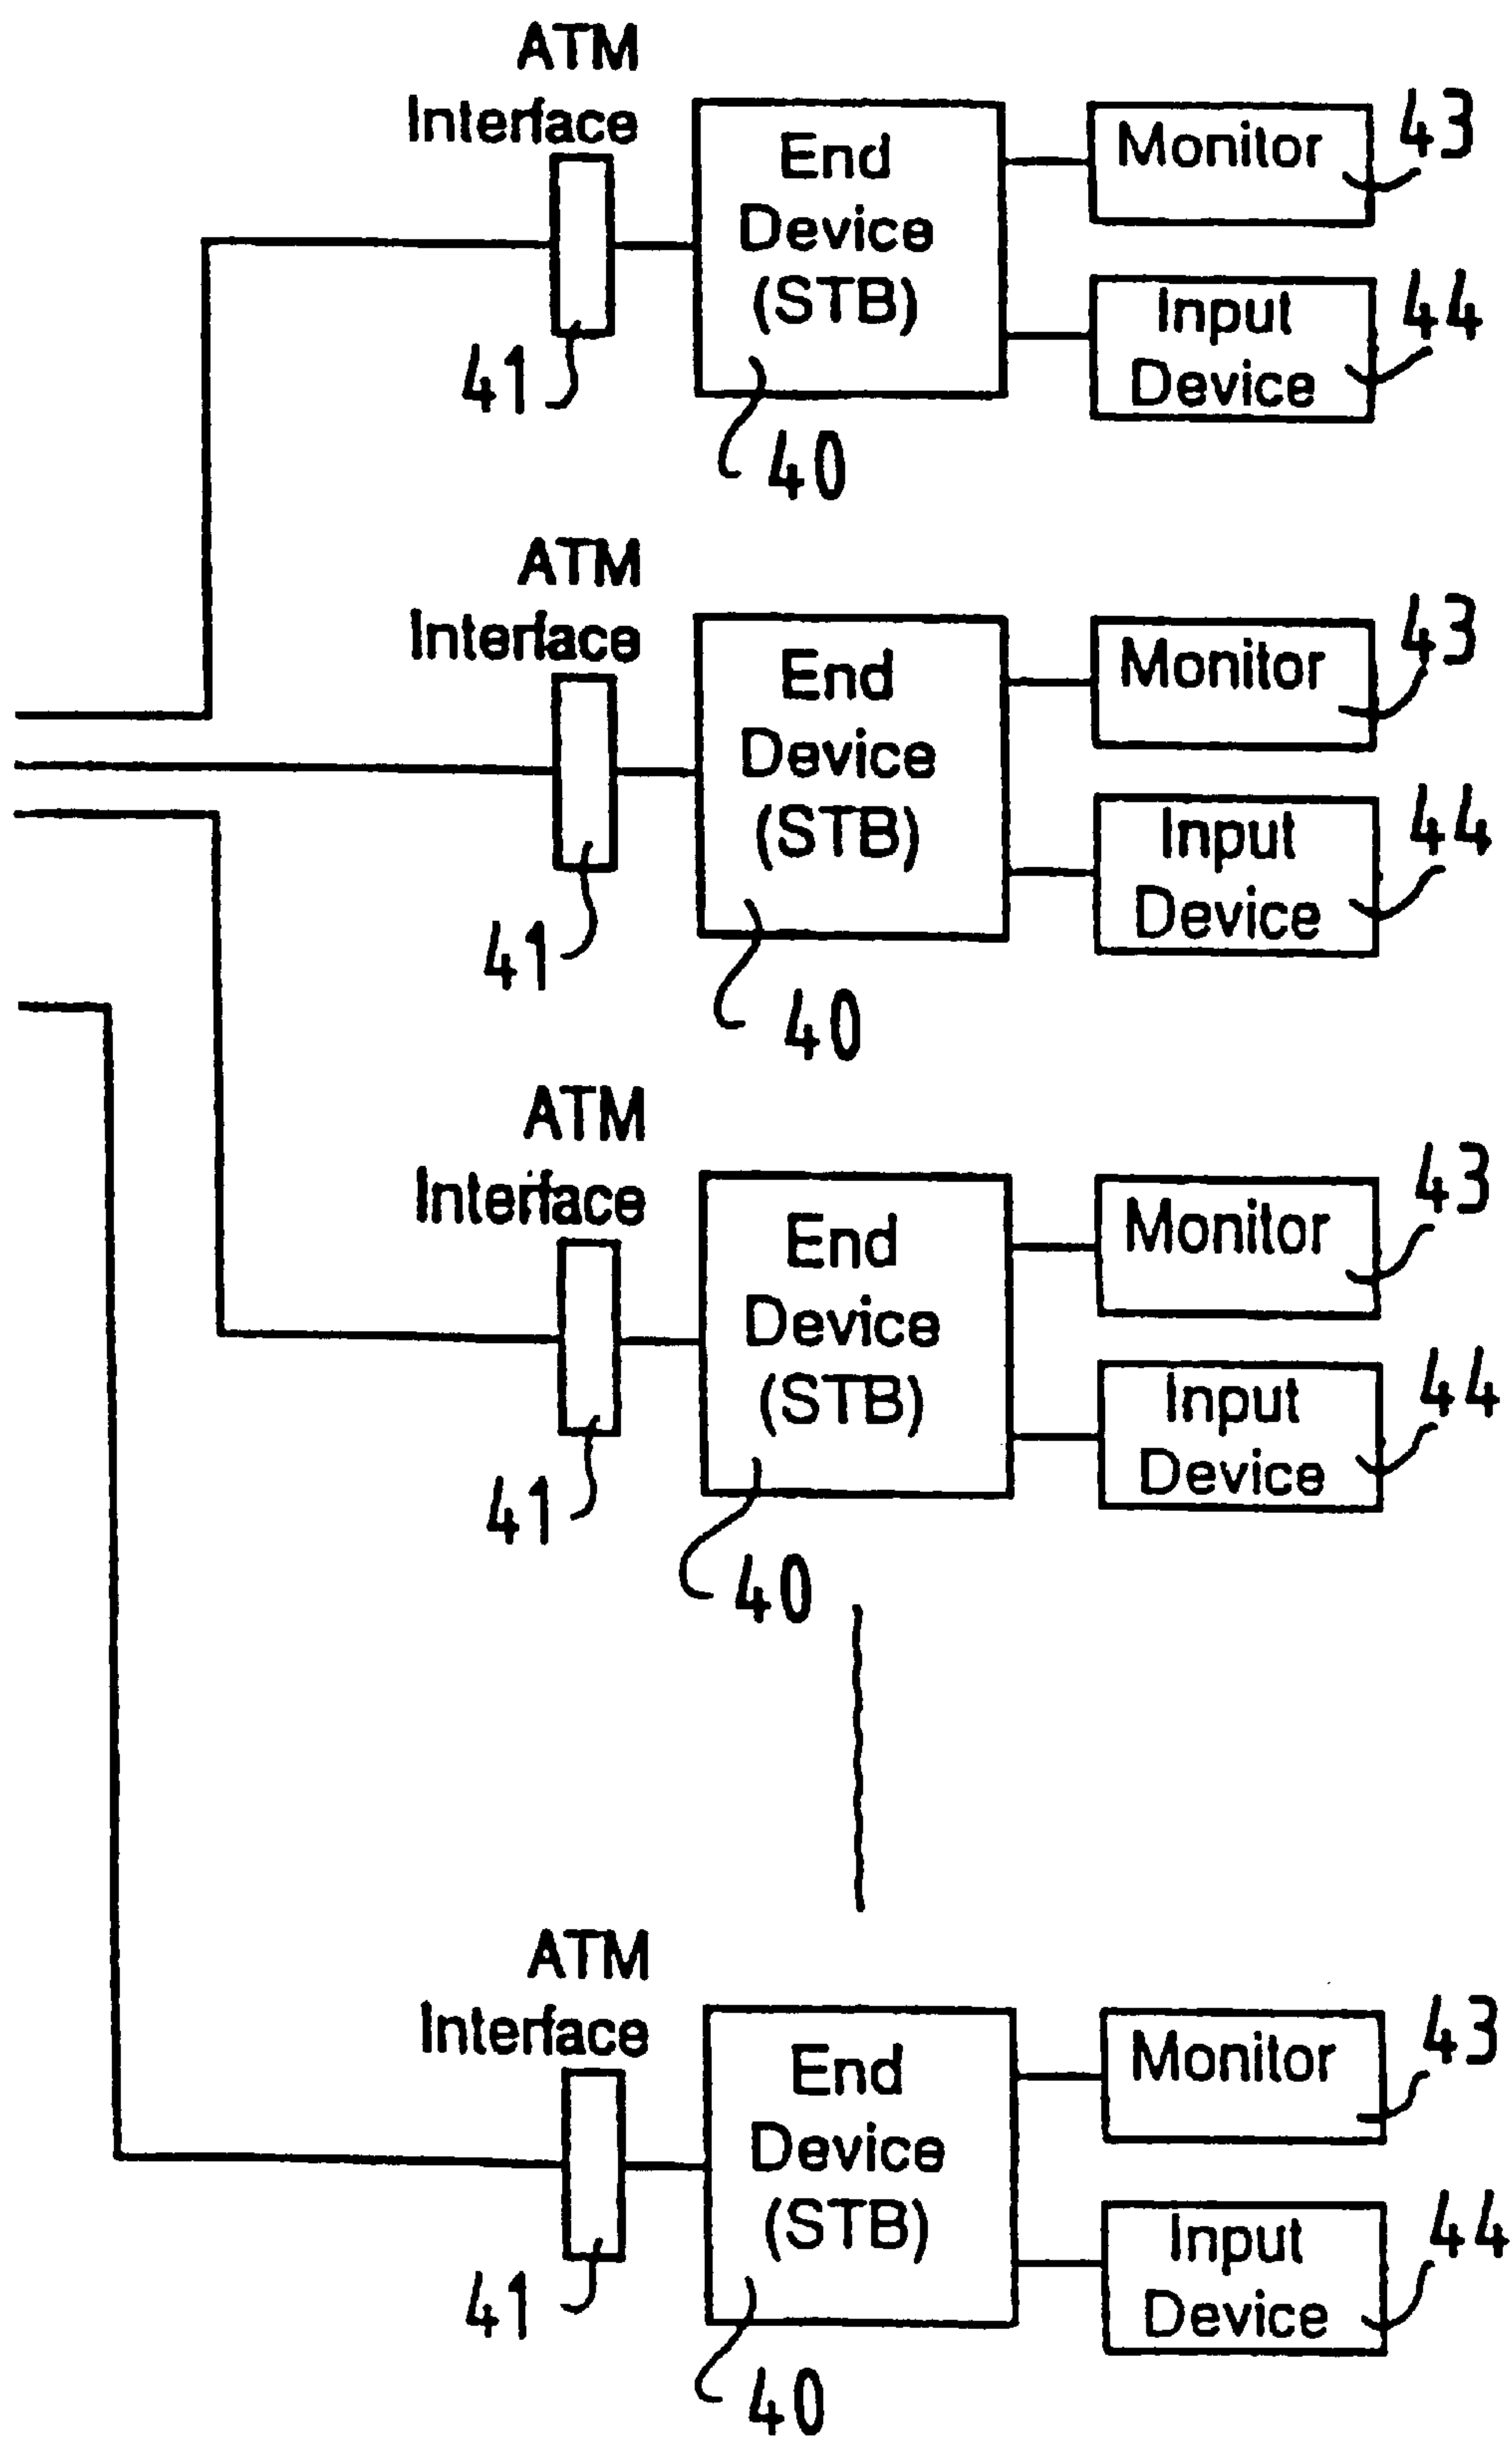 ATM
Interface
41
End
Device
(STB)
40
Monitor
43
Input
Device
44
ATM
Interface
41
End
Device
(STB)
40
Monitor
43
Input
Device
44
ATM
Interface
41
End
Device
(STB)
40
Monitor
43
Input
Device
44
ATM
Interface
41
End
Device
(STB)
40
Monitor
43
Input
Device
44